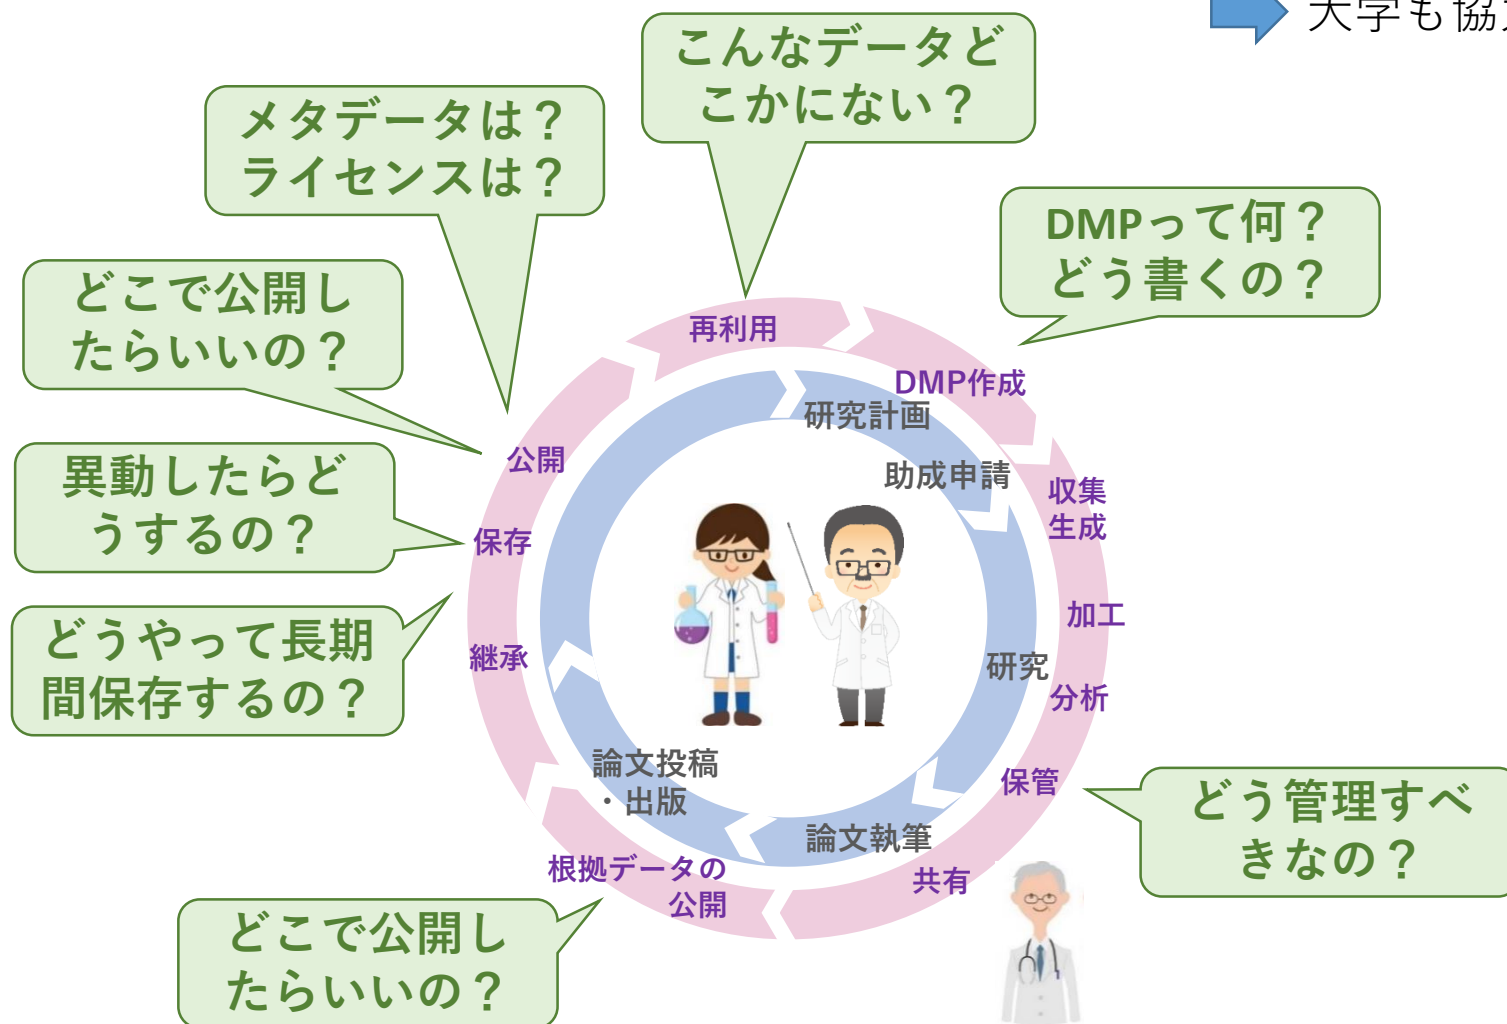 大学も協
こんなデータど
こかにない？
メタデータは？
ライセンスは？
DMPって何？
どう書くの？
どこで公開し
たらいいの？
異動したらど
うするの？
どうやって長期
間保存するの？
どう管理すべ
きなの？
どこで公開し
たらいいの？
再利用
DMP作成
収集
生成
加工
分析
保管
共有
根拠データの
公開
継承
保存
公開
研究計画
助成申請
研究
論文執筆
論文投稿
・出版